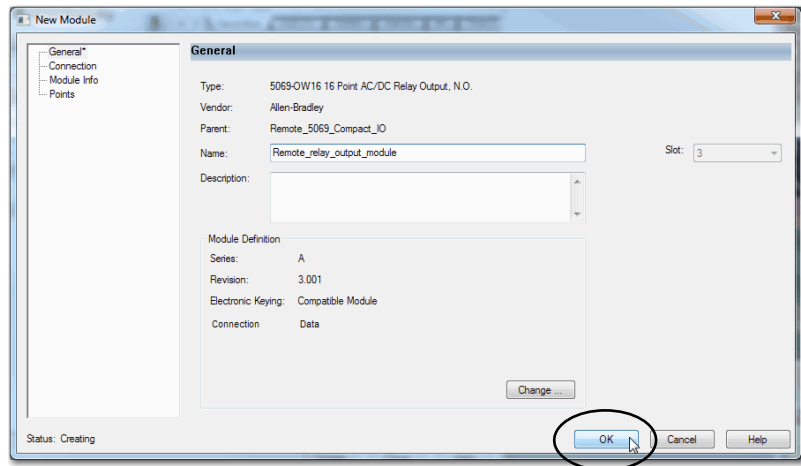 New Module
General*
Connection
Module Info
Points
General
Type: 5069-OW16 16 Point AC/DC Relay Output, N.O.
Vendor: Allen-Bradley
Parent: Remote_5069_Compact_IO
Name: Remote_relay_output_module
Slot: 3
Description:
Module Definition
Series: A
Revision: 3.001
Electronic Keying: Compatible Module
Connection Data
Change ...
Status: Creating
OK Cancel Help